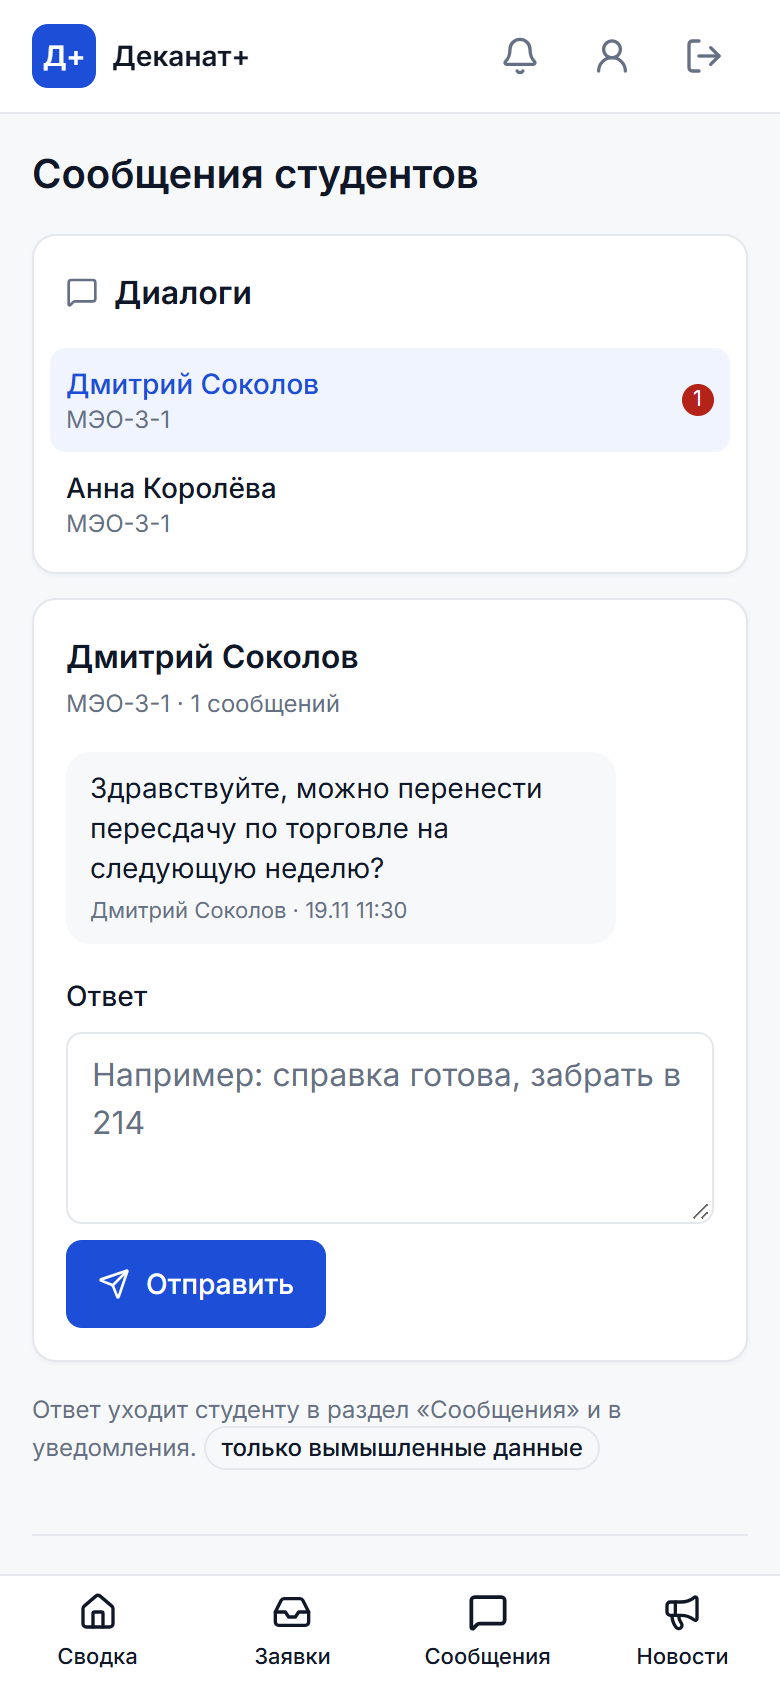 Д+ Деканат+
Сообщения студентов
Диалоги
Дмитрий Соколов
МЭО-3-1
1
Анна Королёва
МЭО-3-1
Дмитрий Соколов
МЭО-3-1 · 1 сообщений
Здравствуйте, можно перенести
пересдачу по торговле на
следующую неделю?
Дмитрий Соколов · 19.11 11:30
Ответ
Например: справка готова, забрать в
214
Отправить
Ответ уходит студенту в раздел «Сообщения» и в
уведомления. только вымышленные данные
Сводка Заявки Сообщения Новости